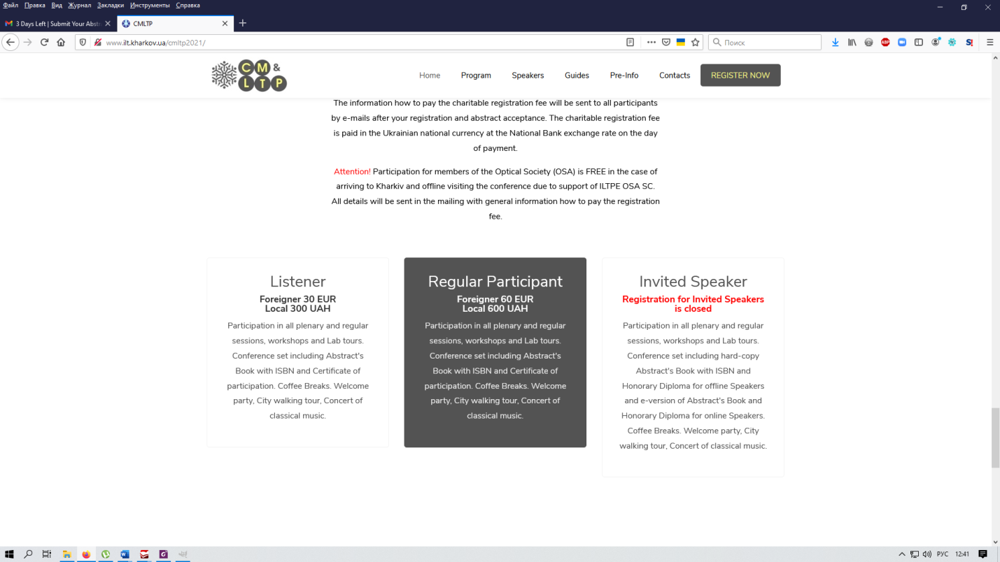 Файл Правка Вид Журнал Закладки Инструменты Справка
3 Days Left | Submit Your Abstr
CMLTP
www.ilt.kharkov.ua/cmltp2021/
Поиск
ABP
S!
CM &
LTP
Home Program Speakers Guides Pre-Info Contacts REGISTER NOW
The information how to pay the charitable registration fee will be sent to all participants
by e-mails after your registration and abstract acceptance. The charitable registration fee
is paid in the Ukrainian national currency at the National Bank exchange rate on the day
of payment.
Attention! Participation for members of the Optical Society (OSA) is FREE in the case of
arriving to Kharkiv and offline visiting the conference due to support of ILTPE OSA SC.
All details will be sent in the mailing with general information how to pay the registration
fee.
Listener
Foreigner 30 EUR
Local 300 UAH
Participation in all plenary and regular
sessions, workshops and Lab tours.
Conference set including Abstract's
Book with ISBN and Certificate of
participation. Coffee Breaks. Welcome
party, City walking tour, Concert of
classical music.
Regular Participant
Foreigner 60 EUR
Local 600 UAH
Participation in all plenary and regular
sessions, workshops and Lab tours.
Conference set including Abstract's
Book with ISBN and Certificate of
participation. Coffee Breaks. Welcome
party, City walking tour, Concert of
classical music.
Invited Speaker
Registration for Invited Speakers
is closed
Participation in all plenary and regular
sessions, workshops and Lab tours.
Conference set including hard-copy
Abstract's Book with ISBN and
Honorary Diploma for offline Speakers
and e-version of Abstract's Book and
Honorary Diploma for online Speakers.
Coffee Breaks. Welcome party, City
walking tour, Concert of classical music.
РУС 12:41